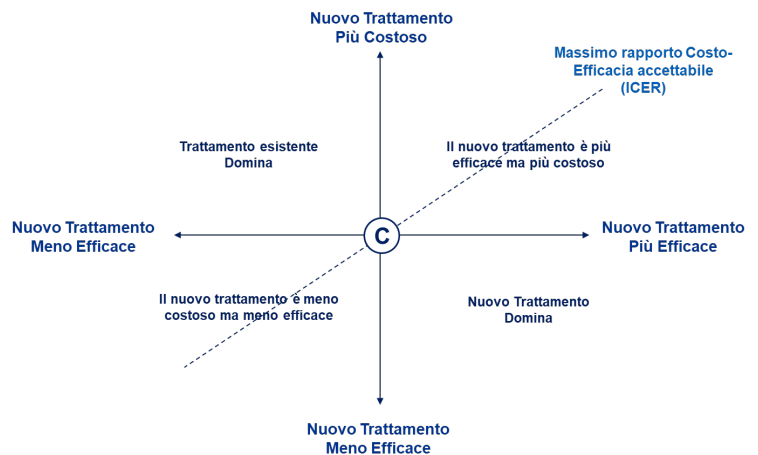 Nuovo Trattamento
Più Costoso
Massimo rapporto Costo-
Efficacia accettabile
(ICER)
Trattamento esistente
Domina
Il nuovo trattamento è più
efficace ma più costoso
Nuovo Trattamento
Meno Efficace
C
Nuovo Trattamento
Più Efficace
Il nuovo trattamento è meno
costoso ma meno efficace
Nuovo Trattamento
Domina
Nuovo Trattamento
Meno Efficace